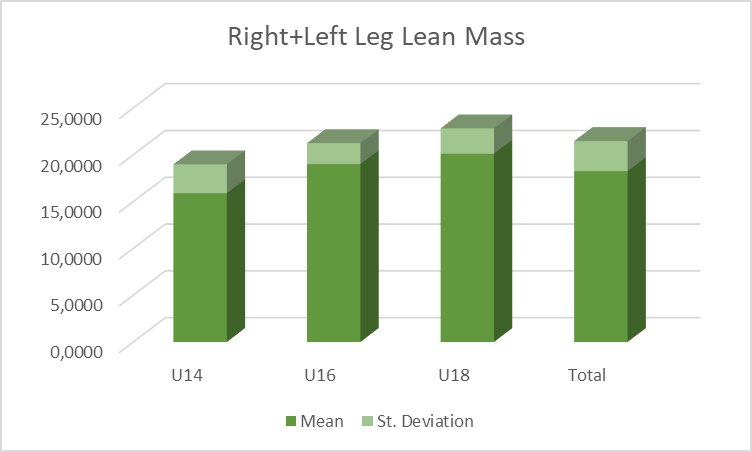 Right+Left Leg Lean Mass
25,0000
20,0000
15,0000
10,0000
5,0000
0,0000
U14 U16 U18 Total
Mean St. Deviation